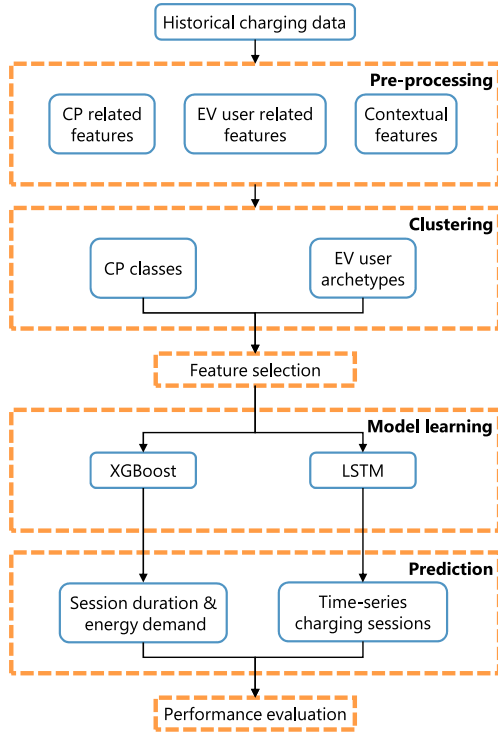 Historical charging data
Pre-processing
CP related
features
EV user related
features
Contextual
features
Clustering
CP classes
EV user
archetypes
Feature selection
Model learning
XGBoost
LSTM
Prediction
Session duration &
energy demand
Time-series
charging sessions
Performance evaluation